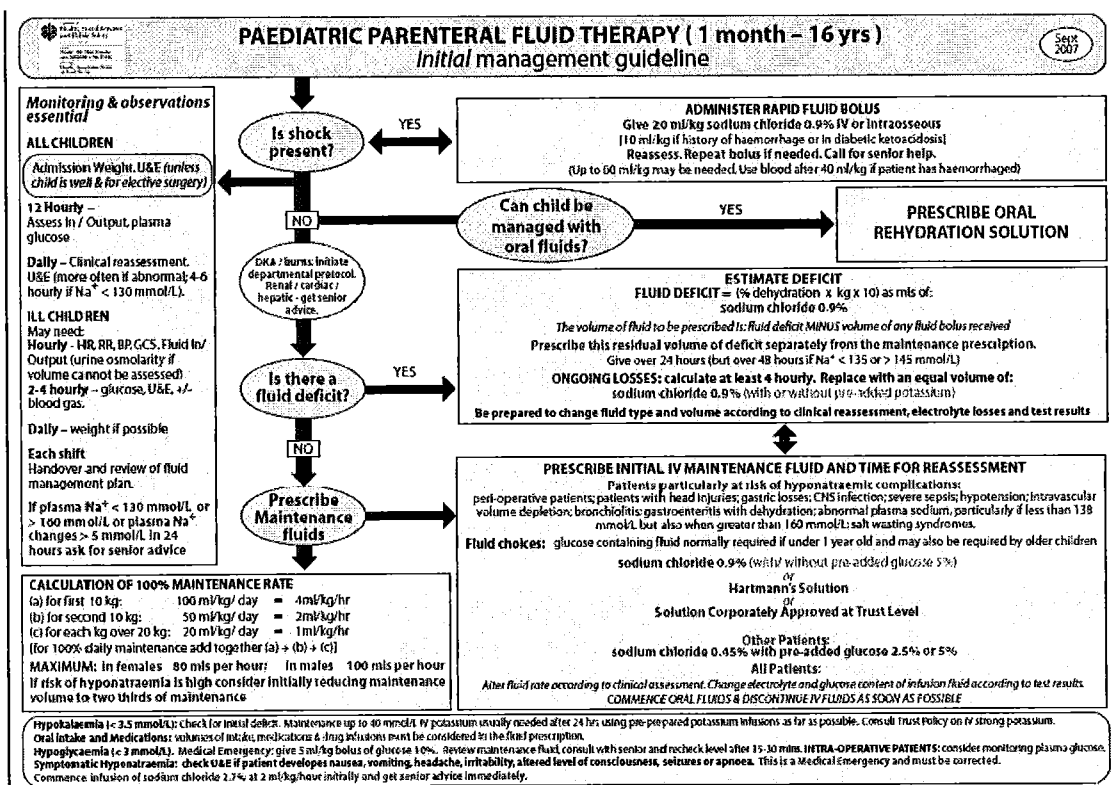 PAEDIATRIC PARENTERAL FLUID THERAPY ( 1 month – 16 yrs )
Initial management guideline
Sept
2007
Monitoring & observations
essential
ALL CHILDREN
Admission Weight, U&E (unless
child is well & for elective surgery)
12 Hourly –
Assess In / Output, plasma
glucose
Daily – Clinical reassessment.
U&E (more often if abnormal; 4-6
hourly if Na+ < 130 mmol/L).
ILL CHILDREN
May need:
Hourly - HR, RR, BP, GCS, Fluid In/
Output (urine osmolarity if
volume cannot be assessed)
2-4 hourly – glucose, U&E, +/-
blood gas.
Daily – weight if possible
Each shift
Handover and review of fluid
management plan.
If plasma Na+ < 130 mmol/L or
> 160 mmol/L or plasma Na+
changes > 5 mmol/L in 24
hours ask for senior advice
Is shock
present?
YES
ADMINISTER RAPID FLUID BOLUS
Give 20 ml/kg sodium chloride 0.9% IV or Intraosseous
[10 ml/kg if history of haemorrhage or in diabetic ketoacidosis]
Reassess. Repeat bolus if needed. Call for senior help.
(Up to 60 ml/kg may be needed. Use blood after 40 ml/kg if patient has haemorrhaged)
NO
Can child be
managed with
oral fluids?
YES
PRESCRIBE ORAL
REHYDRATION SOLUTION
DKA / Burns: initiate
departmental protocol.
Renal / cardiac /
hepatic - get senior
advice.
Is there a
fluid deficit?
YES
ESTIMATE DEFICIT
FLUID DEFICIT = (% dehydration x kg x 10) as mls of:
sodium chloride 0.9%
The volume of fluid to be prescribed is: fluid deficit MINUS volume of any fluid bolus received
Prescribe this residual volume of deficit separately from the maintenance prescription.
Give over 24 hours (but over 48 hours if Na+ < 135 or > 145 mmol/L)
ONGOING LOSSES: calculate at least 4 hourly. Replace with an equal volume of:
sodium chloride 0.9% (with or without pre-added potassium)
Be prepared to change fluid type and volume according to clinical reassessment, electrolyte losses and test results
NO
Prescribe
Maintenance
fluids
PRESCRIBE INITIAL IV MAINTENANCE FLUID AND TIME FOR REASSESSMENT
Patients particularly at risk of hyponatraemic complications:
peri-operative patients; patients with head injuries; gastric losses; CNS infection; severe sepsis; hypotension; intravascular
volume depletion; bronchiolitis; gastroenteritis with dehydration; abnormal plasma sodium, particularly if less than 138
mmol/L but also when greater than 160 mmol/L; salt wasting syndromes.
Fluid choices: glucose containing fluid normally required if under 1 year old and may also be required by older children
sodium chloride 0.9% (with/ without pre-added glucose 5%)
or
Hartmann's Solution
or
Solution Corporately Approved at Trust Level
Other Patients:
sodium chloride 0.45% with pre-added glucose 2.5% or 5%
All Patients:
Alter fluid rate according to clinical assessment. Change electrolyte and glucose content of infusion fluid according to test results.
COMMENCE ORAL FLUIDS & DISCONTINUE IV FLUIDS AS SOON AS POSSIBLE
CALCULATION OF 100% MAINTENANCE RATE
(a) for first 10 kg: 100 ml/kg/ day = 4ml/kg/hr
(b) for second 10 kg: 50 ml/kg/ day = 2ml/kg/hr
(c) for each kg over 20 kg: 20 ml/kg/ day = 1ml/kg/hr
[for 100% daily maintenance add together (a) + (b) + (c)]
MAXIMUM: in females 80 mls per hour; in males 100 mls per hour
If risk of hyponatraemia is high consider initially reducing maintenance
volume to two thirds of maintenance
Hypokalaemia (< 3.5 mmol/L): Check for initial deficit. Maintenance up to 40 mmol/L IV potassium usually needed after 24 hrs using pre-prepared potassium infusions as far as possible. Consult Trust Policy on IV strong potassium.
Oral Intake and Medications: volumes of intake, medications & drug infusions must be considered in the fluid prescription.
Hypoglycaemia (< 3 mmol/L). Medical Emergency: give 5 ml/kg bolus of glucose 10%. Review maintenance fluid, consult with senior and recheck level after 15-30 mins. INTRA-OPERATIVE PATIENTS: consider monitoring plasma glucose.
Symptomatic Hyponatraemia: check U&E if patient develops nausea, vomiting, headache, irritability, altered level of consciousness, seizures or apnoea. This is a Medical Emergency and must be corrected.
Commence infusion of sodium chloride 2.7% at 2 ml/kg/hour initially and get senior advice immediately.